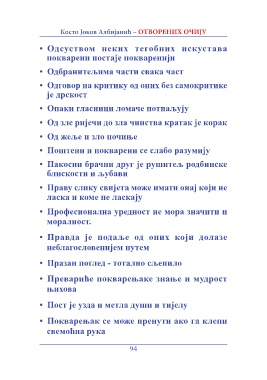 Косто Јоков Албијанић – ОТВОРЕНИХ ОЧИЈУ
• Одсуством неких тегобних искустава
покварени постаје покваренији
• Одбранитељима части свака част
• Одговор на критику од оних без самокритике
је дрскост
• Опаки гласници ломаче потпаљују
• Од зле ријечи до зла чинства кратак је корак
• Од жеље и зло почиње
• Поштени и покварени се слабо разумију
• Пакосни брачни друг је рушитељ родбинске
блискости и љубави
• Праву слику свијета може имати онај који не
ласка и коме не ласкају
• Професионална уредност не мора значити и
моралност.
• Правда је подаље од оних који долазе
неблагословенијем путем
• Празан поглед - тотално сљепило
• Превариће покварењаке знање и мудрост
њихова
• Пост је узда и метла души и тијелу
• Покварењак се може пренути ако га клепи
свемоћна рука
94